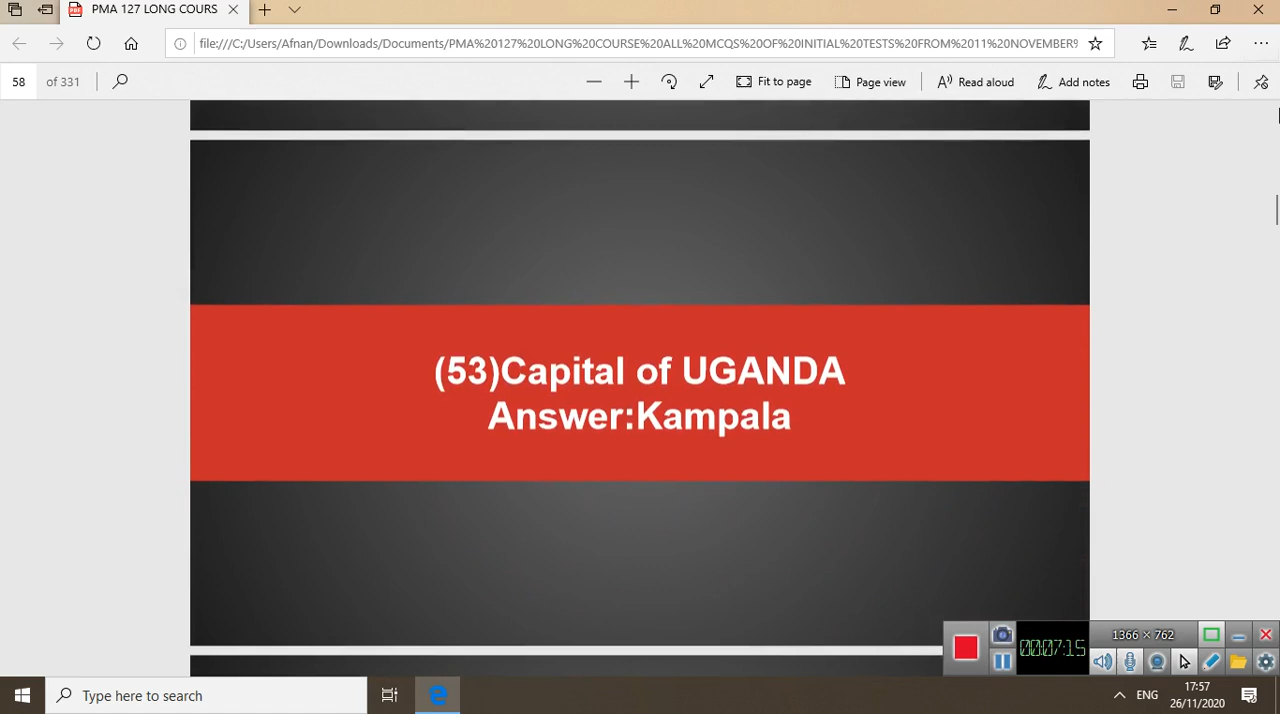 PMA 127 LONG COURS
file:///C:/Users/Afnan/Downloads/Documents/PMA%20127%20LONG%20COURSE%20ALL%20MCQS%20OF%20INITIAL%20TESTS%20FROM%2011%20NOVEMBER%
58 of 331
Fit to page
Page view
Read aloud
Add notes
(53)Capital of UGANDA
Answer:Kampala
1366 × 762
00:07:15
Type here to search
ENG
17:57
26/11/2020